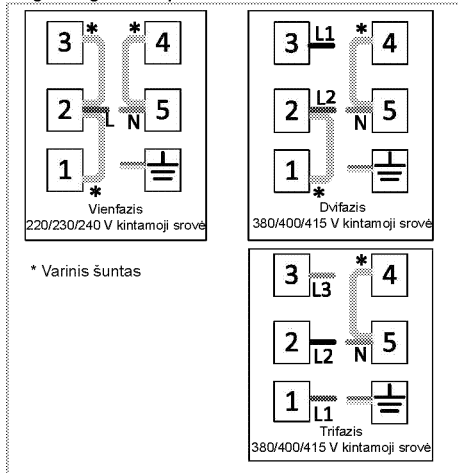 3 * * 4
2 L N 5
1 *
Vienfazis
220/230/240 V kintamoji srovė
3 L1 * 4
2 L2 N 5
1 *
Dvifazis
380/400/415 V kintamoji srovė
* Varinis šuntas
3 L3 * 4
2 L2 N 5
1 L1
Trifazis
380/400/415 V kintamoji srovė